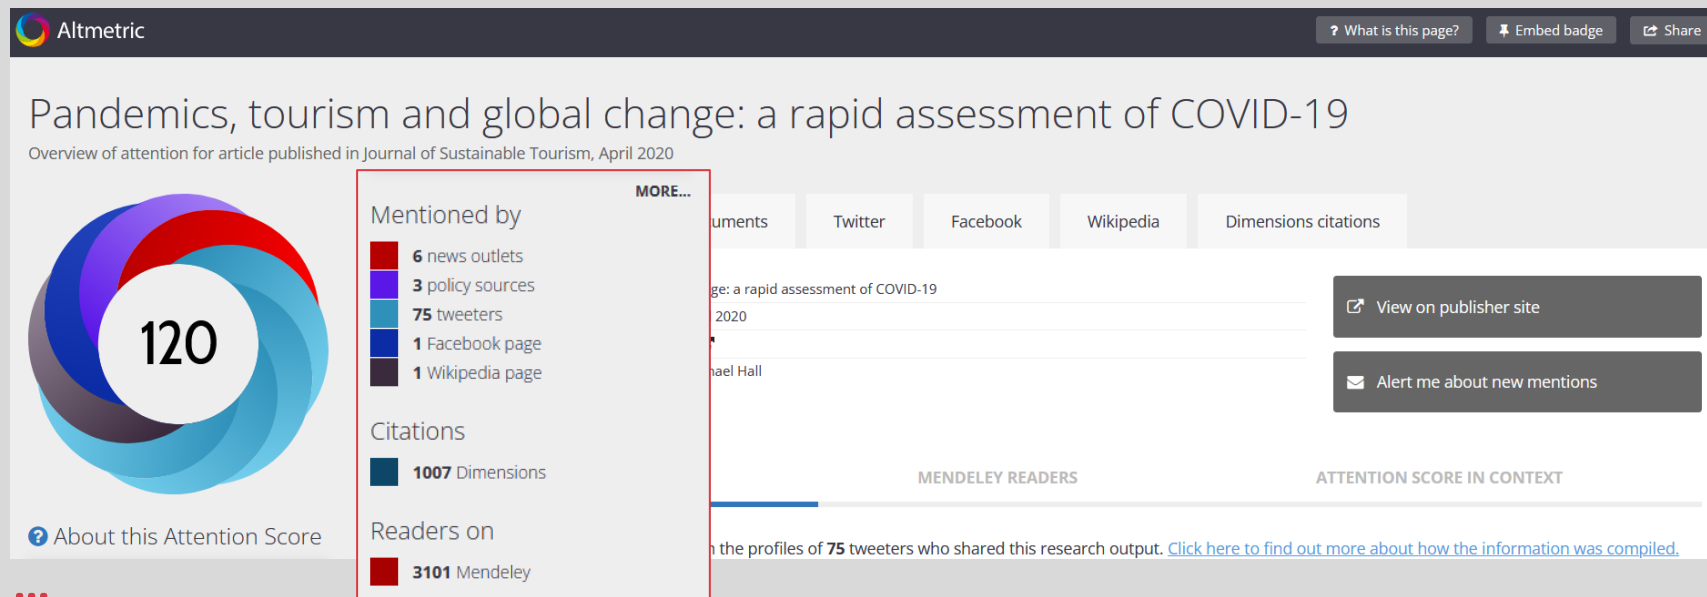 Altmetric
? What is this page?
Embed badge
Share
Pandemics, tourism and global change: a rapid assessment of COVID-19
Overview of attention for article published in Journal of Sustainable Tourism, April 2020
120
? About this Attention Score
MORE...
Mentioned by
6 news outlets
3 policy sources
75 tweeters
1 Facebook page
1 Wikipedia page
Citations
1007 Dimensions
Readers on
3101 Mendeley
uments
Twitter
Facebook
Wikipedia
Dimensions citations
ge: a rapid assessment of COVID-19
2020
hael Hall
View on publisher site
Alert me about new mentions
MENDELEY READERS
ATTENTION SCORE IN CONTEXT
the profiles of 75 tweeters who shared this research output. Click here to find out more about how the information was compiled.